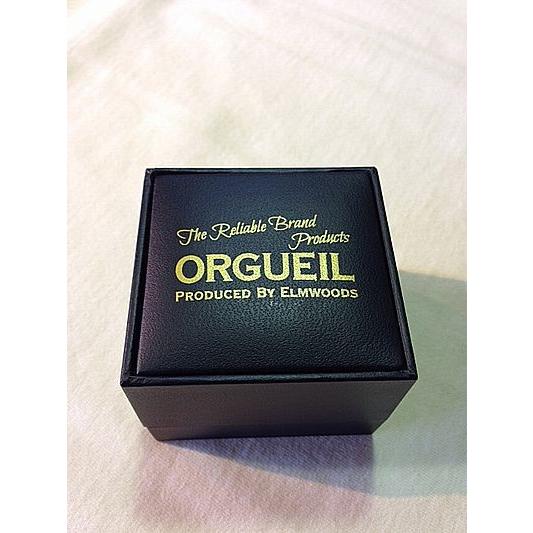 The Reliable Brand
Products
ORGUEIL
PRODUCED BY ELMWOODS